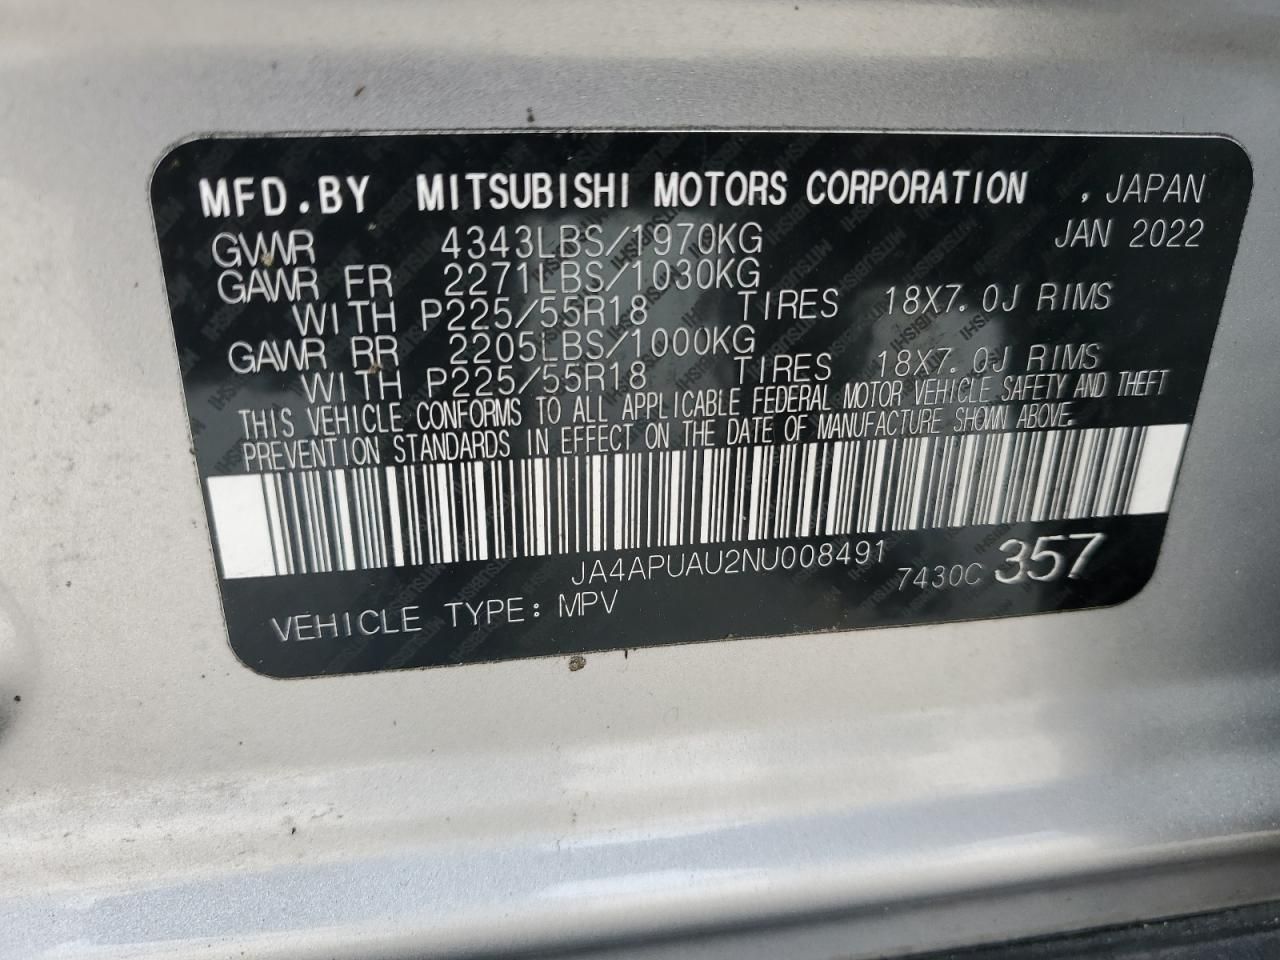 MFD.BY MITSUBISHI MOTORS CORPORATION , JAPAN
JAN 2022
GVWR 4343LBS/1970KG
GAWR FR 2271LBS/1030KG
WITH P225/55R18 TIRES 18X7.0J RIMS
GAWR RR 2205LBS/1000KG
WITH P225/55R18 TIRES 18X7.0J RIMS
THIS VEHICLE CONFORMS TO ALL APPLICABLE FEDERAL MOTOR VEHICLE SAFETY AND THEFT
PREVENTION STANDARDS IN EFFECT ON THE DATE OF MANUFACTURE SHOWN ABOVE.
JA4APUAU2NU008491 7430C 357
VEHICLE TYPE: MPV